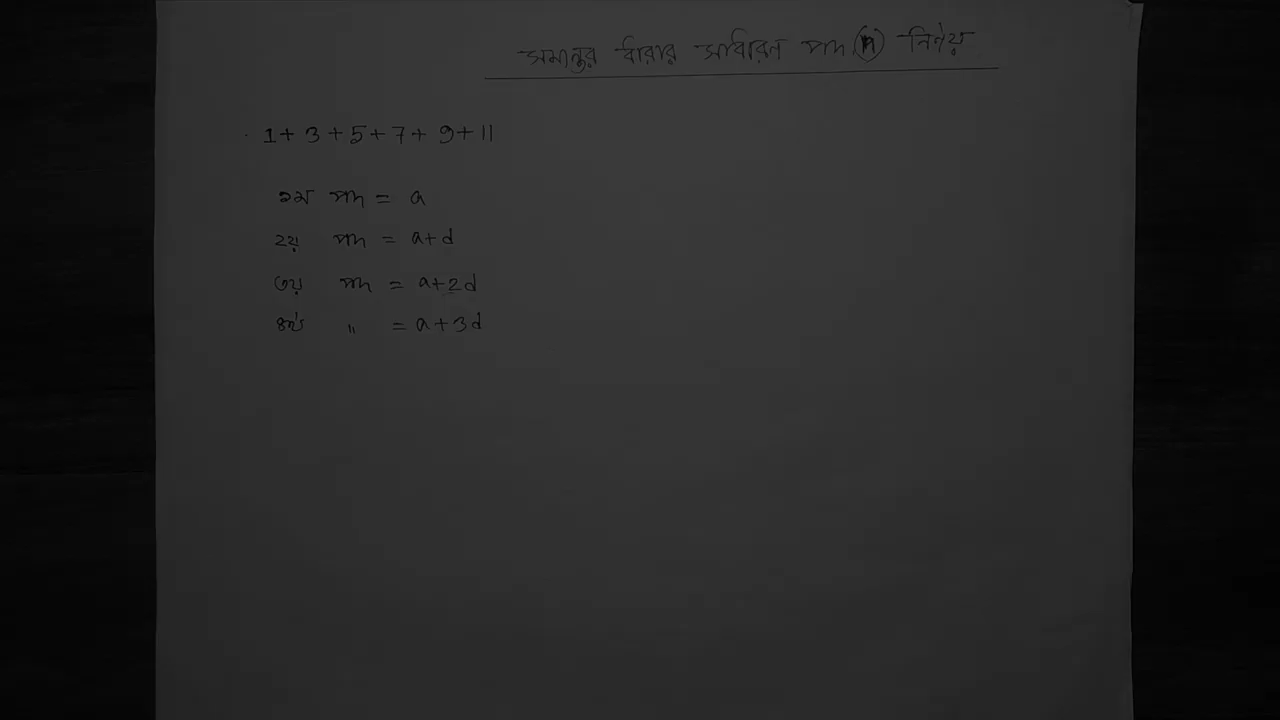 সমান্তর ধারার সাধারন পদ (n) নির্ণয়
1 + 3 + 5 + 7 + 9 + 11
১ম পদ = a
২য় পদ = a + d
৩য় পদ = a + 2d
৪র্থ " = a + 3d